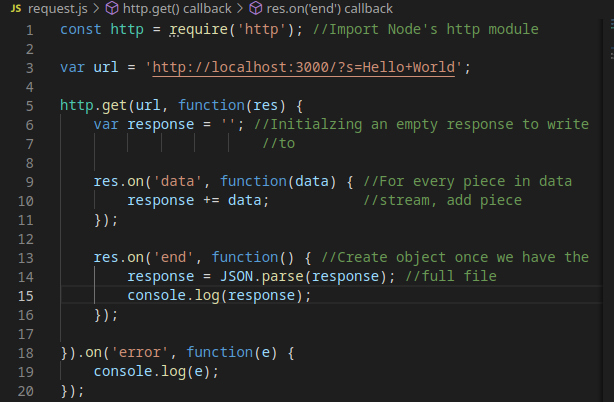 JS request.js > http.get() callback > res.on('end') callback
1 const http = require('http'); //Import Node's http module
2
3 var url = 'http://localhost:3000/?s=Hello+World';
4
5 http.get(url, function(res) {
6 var response = ''; //Initialzing an empty response to write
7 //to
8
9 res.on('data', function(data) { //For every piece in data
10 response += data; //stream, add piece
11 });
12
13 res.on('end', function() { //Create object once we have the
14 response = JSON.parse(response); //full file
15 console.log(response);
16 });
17
18 }).on('error', function(e) {
19 console.log(e);
20 });